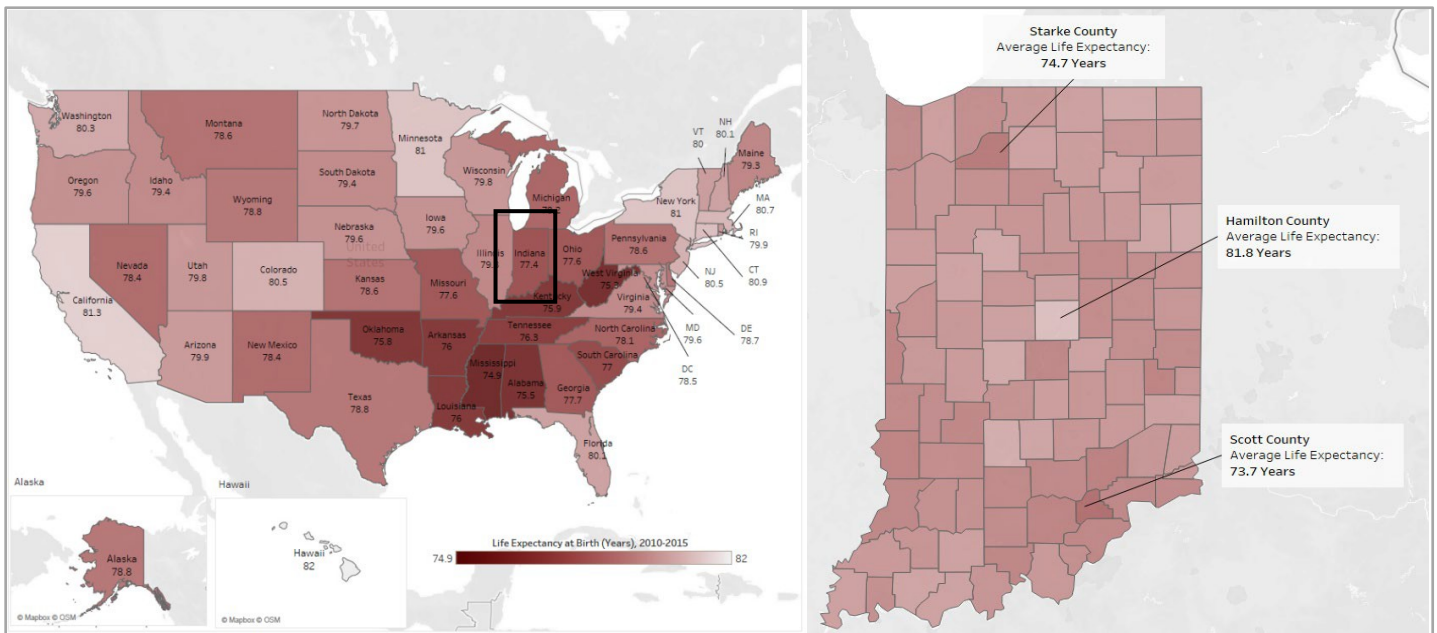 Washington
80.3
Oregon
79.6
California
81.3
Nevada
78.4
Idaho
79.4
Montana
78.6
Wyoming
78.8
Utah
79.8
Colorado
80.5
Arizona
79.9
New Mexico
78.4
North Dakota
79.7
South Dakota
79.4
Nebraska
79.6
United
States
Kansas
78.6
Oklahoma
75.8
Texas
78.8
Minnesota
81
Iowa
79.6
Missouri
77.6
Arkansas
76
Louisiana
76
Wisconsin
79.8
Illinois
Michigan
Indiana
77.4
Ohio
77.6
Kentucky
75.9
Tennessee
76.3
Mississippi
74.9
Alabama
75.5
Georgia
77.7
Florida
80.1
South Carolina
77
North Carolina
78.1
Virginia
79.4
West Virginia
Pennsylvania
78.6
New York
81
VT
80
NH
80.1
Maine
79.3
MA
80.7
RI
79.9
CT
80.9
NJ
80.5
DE
78.7
MD
79.6
DC
78.5
Alaska
Alaska
78.8
© Mapbox © OSM
Hawaii
Hawaii
82
© Mapbox © OSM
Life Expectancy at Birth (Years), 2010-2015
74.9
82
Starke County
Average Life Expectancy:
74.7 Years
Hamilton County
Average Life Expectancy:
81.8 Years
Scott County
Average Life Expectancy:
73.7 Years